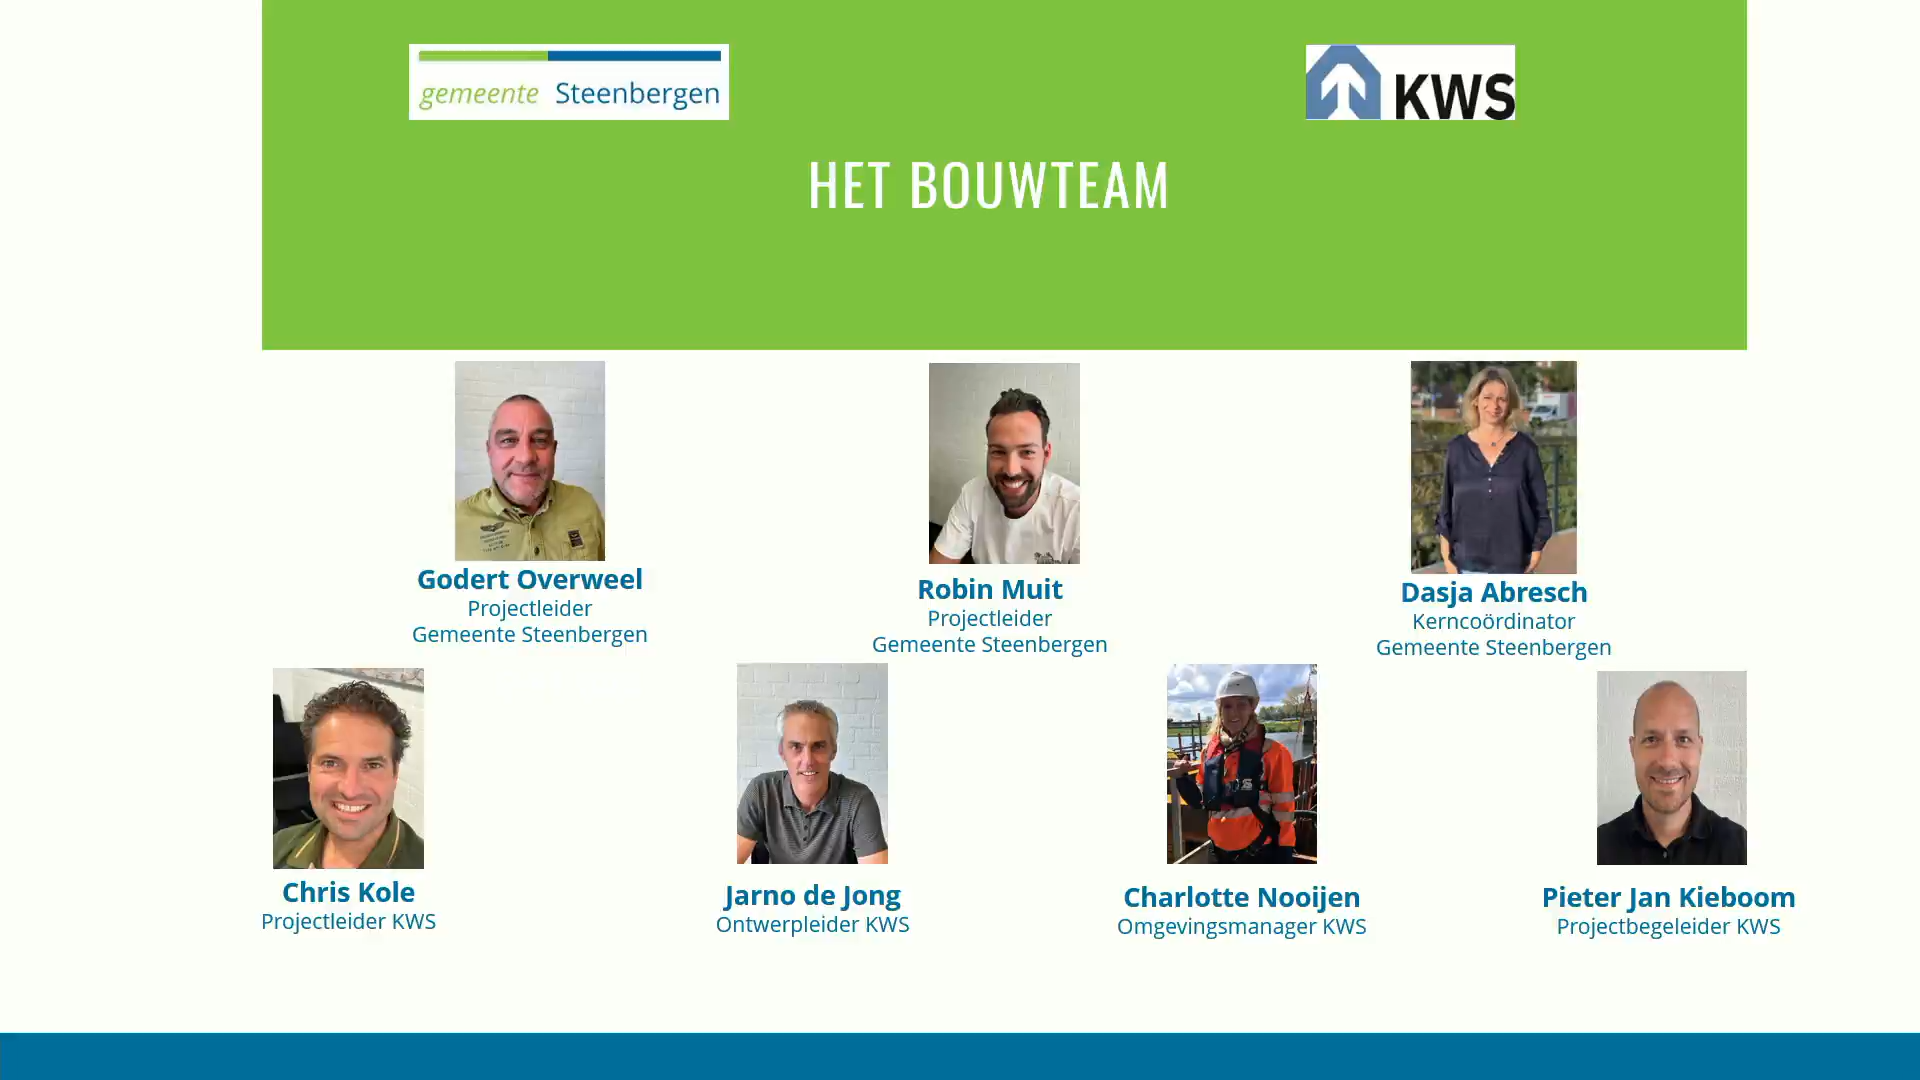 gemeente Steenbergen
KWS
HET BOUWTEAM
Godert Overweel
Projectleider
Gemeente Steenbergen
Robin Muit
Projectleider
Gemeente Steenbergen
Dasja Abresch
Kerncoördinator
Gemeente Steenbergen
Chris Kole
Projectleider KWS
Jarno de Jong
Ontwerpleider KWS
Charlotte Nooijen
Omgevingsmanager KWS
Pieter Jan Kieboom
Projectbegeleider KWS